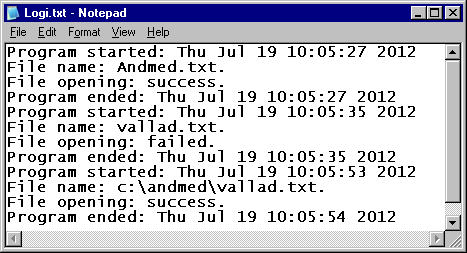 Logi.txt - Notepad
File Edit Format View Help
Program started: Thu Jul 19 10:05:27 2012
File name: Andmed.txt.
File opening: success.
Program ended: Thu Jul 19 10:05:27 2012
Program started: Thu Jul 19 10:05:35 2012
File name: vallad.txt.
File opening: failed.
Program ended: Thu Jul 19 10:05:35 2012
Program started: Thu Jul 19 10:05:53 2012
File name: c:\andmed\vallad.txt.
File opening: success.
Program ended: Thu Jul 19 10:05:54 2012